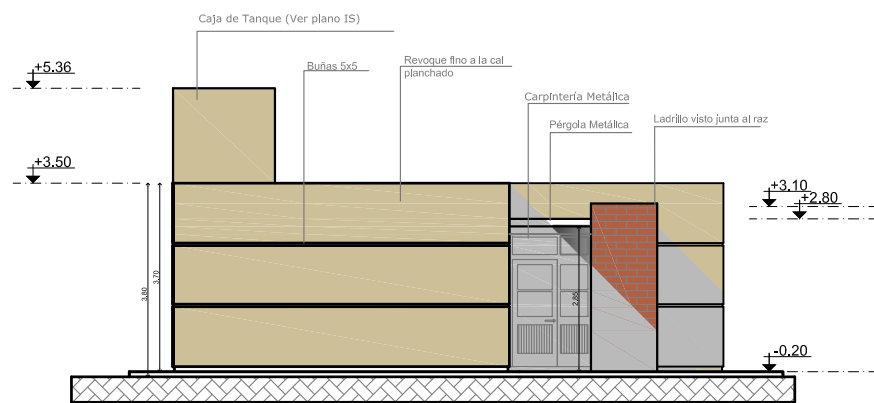 Caja de Tanque (Ver plano IS)
Buñas 5x5
Revoque fino a la cal
planchado
Carpintería Metálica
Pérgola Metálica
Ladrillo visto junta al raz
+5.36
+3.50
+3.10
+2.80
3,80
3,70
2,85
-0.20